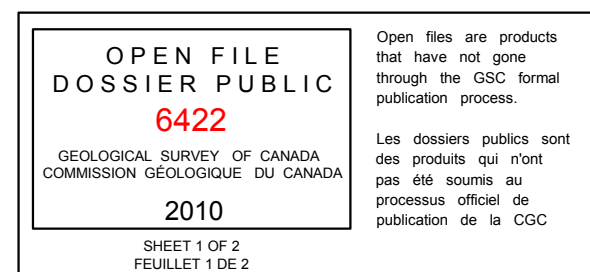 OPEN FILE
DOSSIER PUBLIC
6422
GEOLOGICAL SURVEY OF CANADA
COMMISSION GÉOLOGIQUE DU CANADA
2010
SHEET 1 OF 2
FEUILLET 1 DE 2
Open files are products
that have not gone
through the GSC formal
publication process.
Les dossiers publics sont
des produits qui n'ont
pas été soumis au
processus officiel de
publication de la CGC